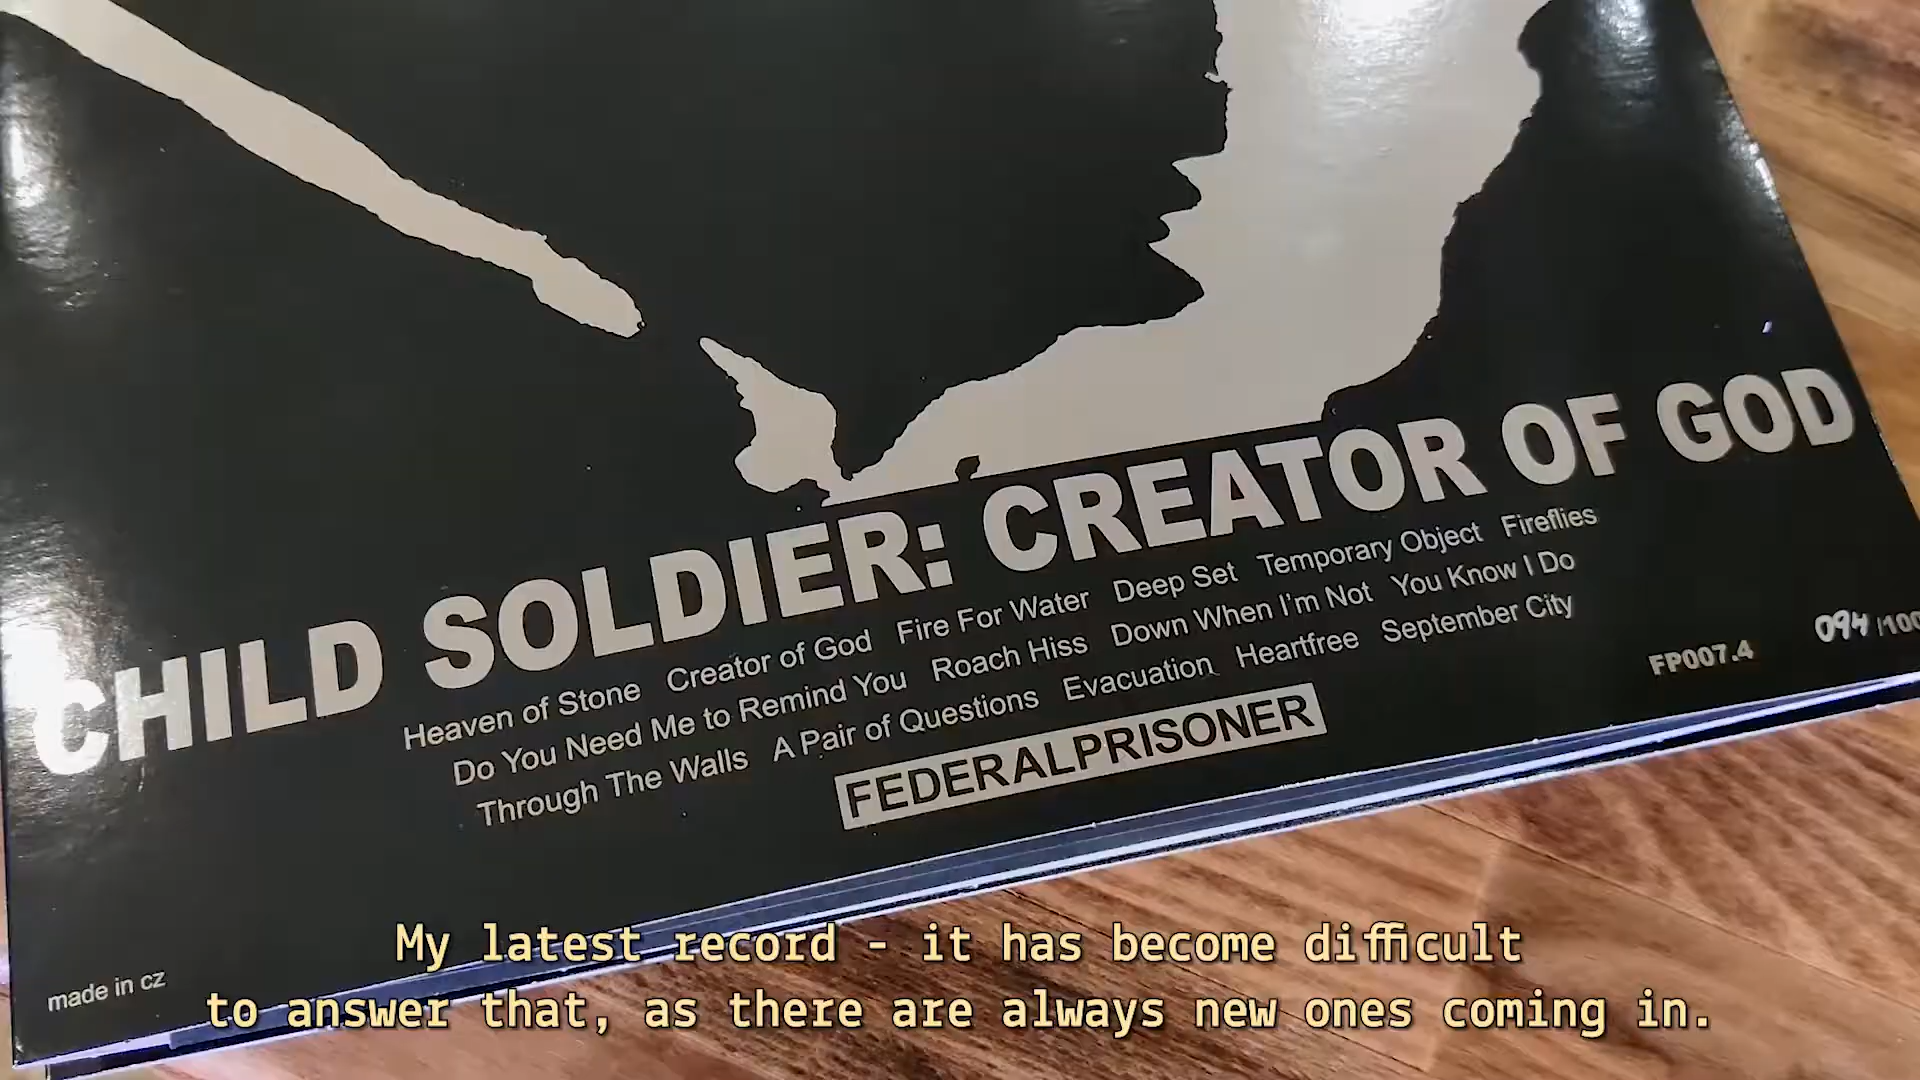 CHILD SOLDIER: CREATOR OF GOD
Heaven of Stone Creator of God Fire For Water Deep Set Temporary Object Fireflies
Do You Need Me to Remind You Roach Hiss Down When I'm Not You Know I Do
Through The Walls A Pair of Questions Evacuation Heartfree September City
FEDERALPRISONER
FP007.4
094 /100
made in cz
My latest record - it has become difficult
to answer that, as there are always new ones coming in.